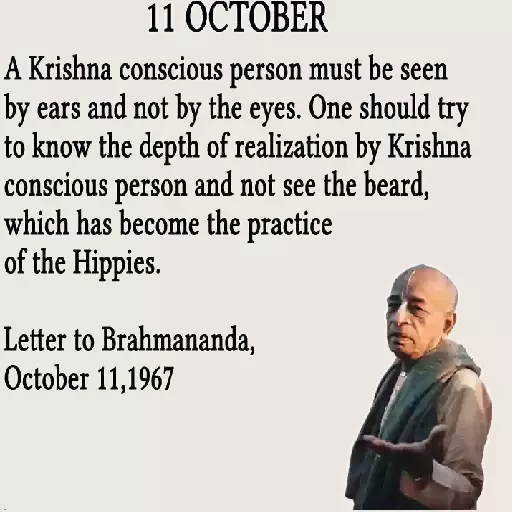 11 OCTOBER
A Krishna conscious person must be seen
by ears and not by the eyes. One should try
to know the depth of realization by Krishna
conscious person and not see the beard,
which has become the practice
of the Hippies.
Letter to Brahmananda,
October 11,1967